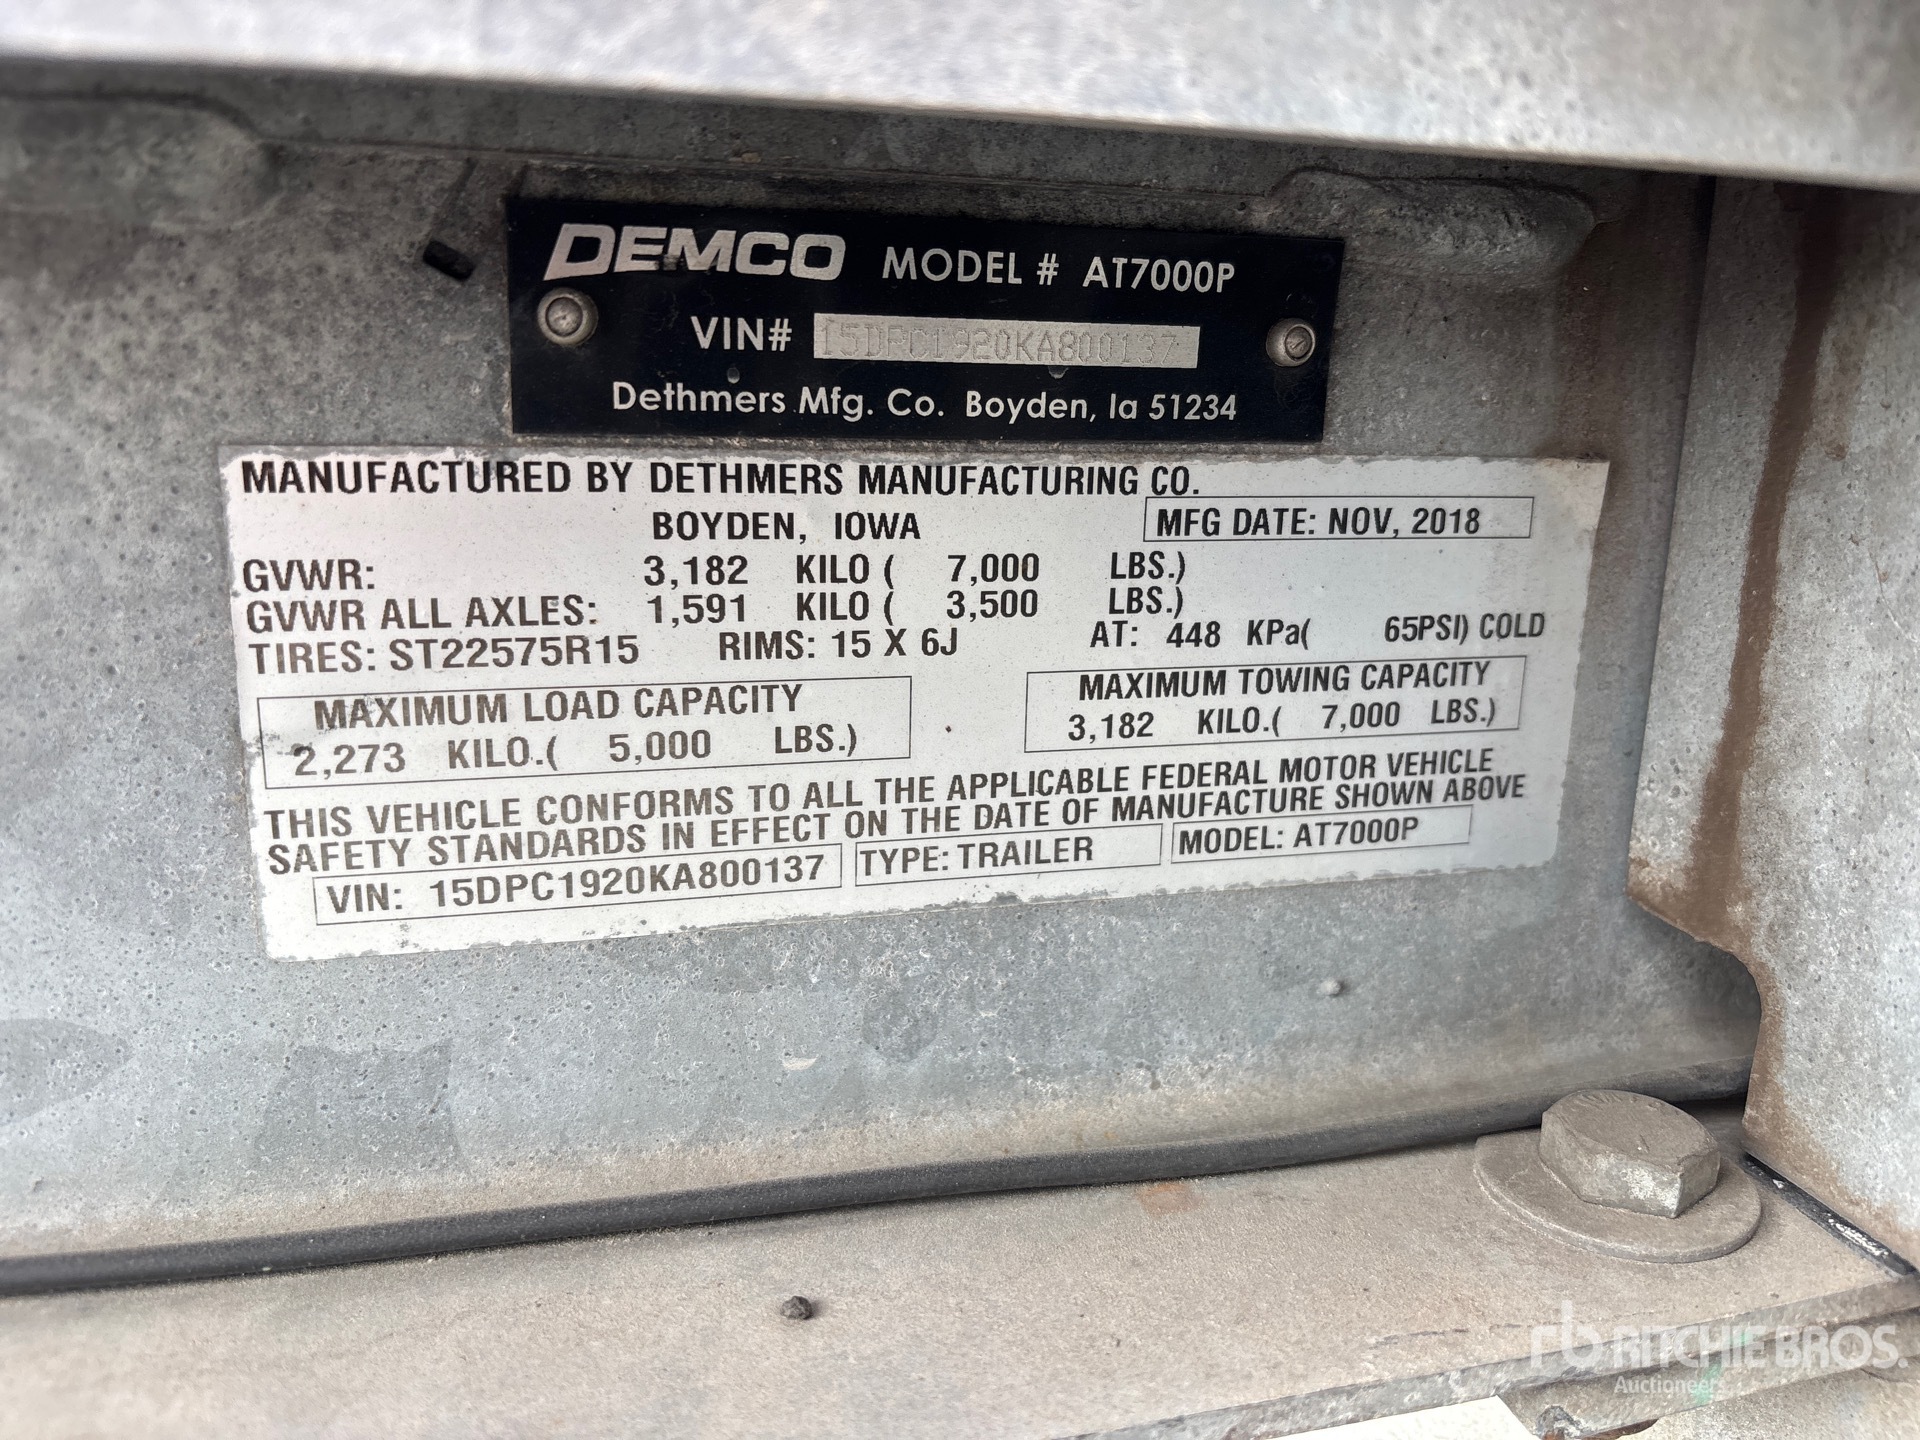 DEMCO MODEL # AT7000P
VIN# 15DPC1920KA800137
Dethmers Mfg. Co. Boyden, Ia 51234
MANUFACTURED BY DETHMERS MANUFACTURING CO.
BOYDEN, IOWA MFG DATE: NOV, 2018
GVWR: 3,182 KILO ( 7,000 LBS.)
GVWR ALL AXLES: 1,591 KILO ( 3,500 LBS.)
TIRES: ST22575R15 RIMS: 15 X 6J AT: 448 KPa( 65PSI) COLD
MAXIMUM LOAD CAPACITY
2,273 KILO.( 5,000 LBS.)
MAXIMUM TOWING CAPACITY
3,182 KILO.( 7,000 LBS.)
THIS VEHICLE CONFORMS TO ALL THE APPLICABLE FEDERAL MOTOR VEHICLE
SAFETY STANDARDS IN EFFECT ON THE DATE OF MANUFACTURE SHOWN ABOVE
VIN: 15DPC1920KA800137 TYPE: TRAILER MODEL: AT7000P
rb RITCHIE BROS.
Auctioneers